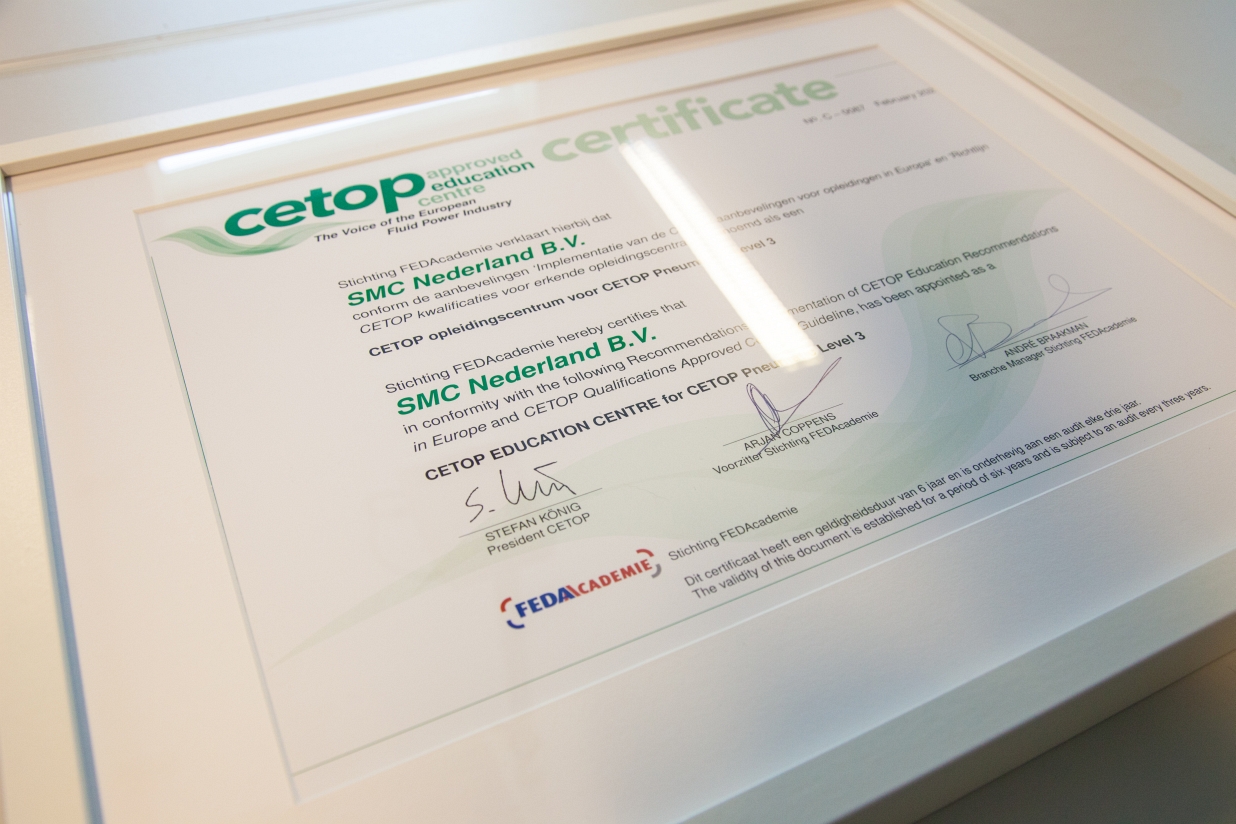 certificate
Nº C - 0087 February
cetop approved education centre
The Voice of the European
Fluid Power Industry
Stichting FEDAcademie verklaart hierbij dat
SMC Nederland B.V.
conform de aanbevelingen 'Implementatie van de C aanbevelingen voor opleidingen in Europa' en 'Richtlijn
CETOP kwalificaties voor erkende opleidingscentra als een
CETOP opleidingscentrum voor CETOP Pneum Level 3
Stichting FEDAcademie hereby certifies that
SMC Nederland B.V.
in conformity with the following Recommendations mentation of CETOP Education Recommendations
in Europe and CETOP Qualifications Approved C Guideline, has been appointed as a
CETOP EDUCATION CENTRE for CETOP Pneu Level 3
STEFAN KÖNIG
President CETOP
ARJAN COPPENS
Voorzitter Stichting FEDAcademie
ANDRÉ BRAAKMAN
Branche Manager Stichting FEDAcademie
FEDAACADEMIE Stichting FEDAcademie
Dit certificaat heeft een geldigheidsduur van 6 jaar en is onderhevig aan een audit elke drie jaar.
The validity of this document is established for a period of six years and is subject to an audit every three years.